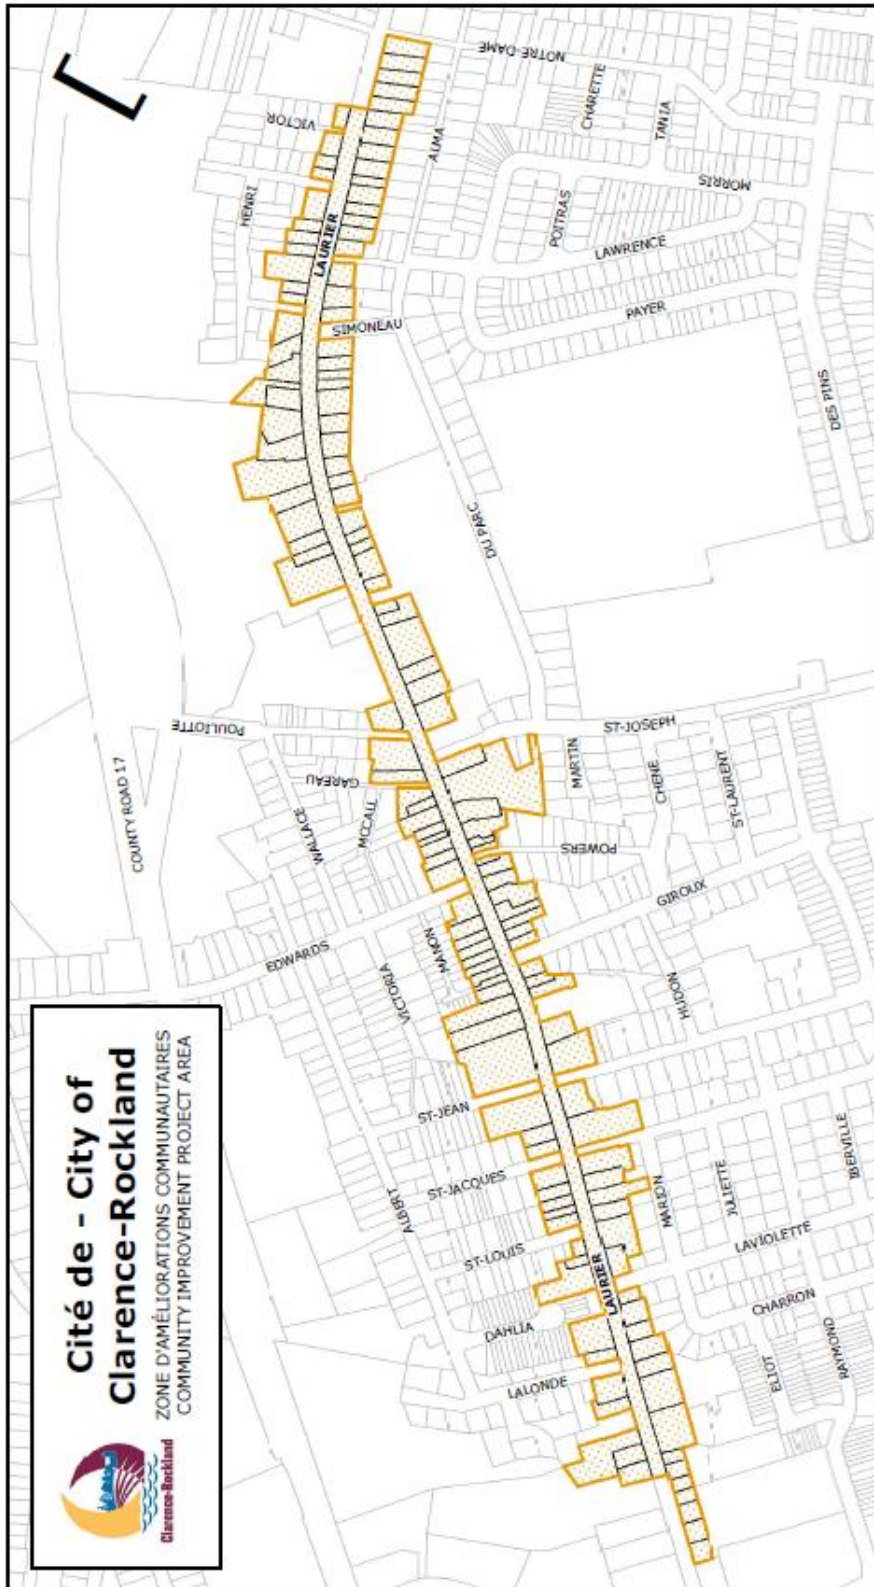 Cité de - City of
Clarence-Rockland
ZONE D'AMÉLIORATIONS COMMUNAUTAIRES
COMMUNITY IMPROVEMENT PROJECT AREA
Clarence-Rockland
NOTRE-DAME
VICTOR
CHARETTE
TANIA
ALMA
HENRI
MORRIS
POITRAS
LAURIER
LAWRENCE
SIMONEAU
PAYER
DES PINS
DU PARC
POULIOTTE
ST-JOSEPH
COUNTY ROAD 17
GAREAU
MARTIN
CHENE
ST-LAURENT
WALLACE
MCCALL
POWERS
GIROUX
EDWARDS
MANON
VICTORIA
HUDON
ST-JEAN
ST-JACQUES
ALBERT
MARION
JULIETTE
IBERVILLE
ST-LOUIS
LAVIOLETTE
LAURIER
DAHLIA
CHARRON
LALONDE
ELIOT
RAYMOND